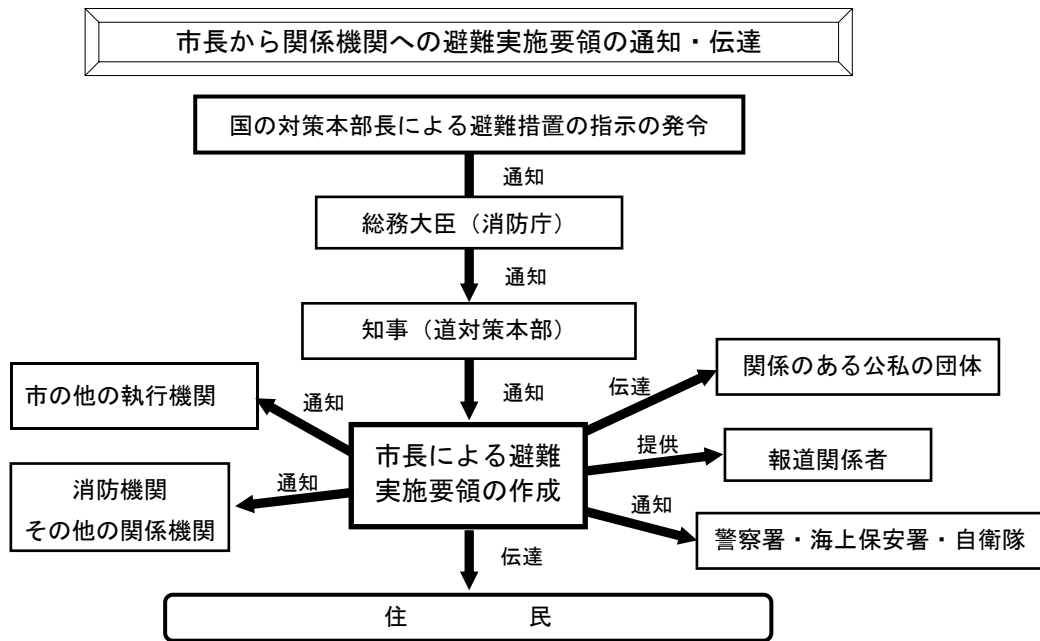 市長から関係機関への避難実施要領の通知・伝達
国の対策本部長による避難措置の指示の発令
通知
総務大臣（消防庁）
通知
知事（道対策本部）
通知
市の他の執行機関
通知
関係のある公私の団体
伝達
市長による避難
実施要領の作成
提供
報道関係者
消防機関
その他の関係機関
通知
通知
警察署・海上保安署・自衛隊
伝達
住　　　　民